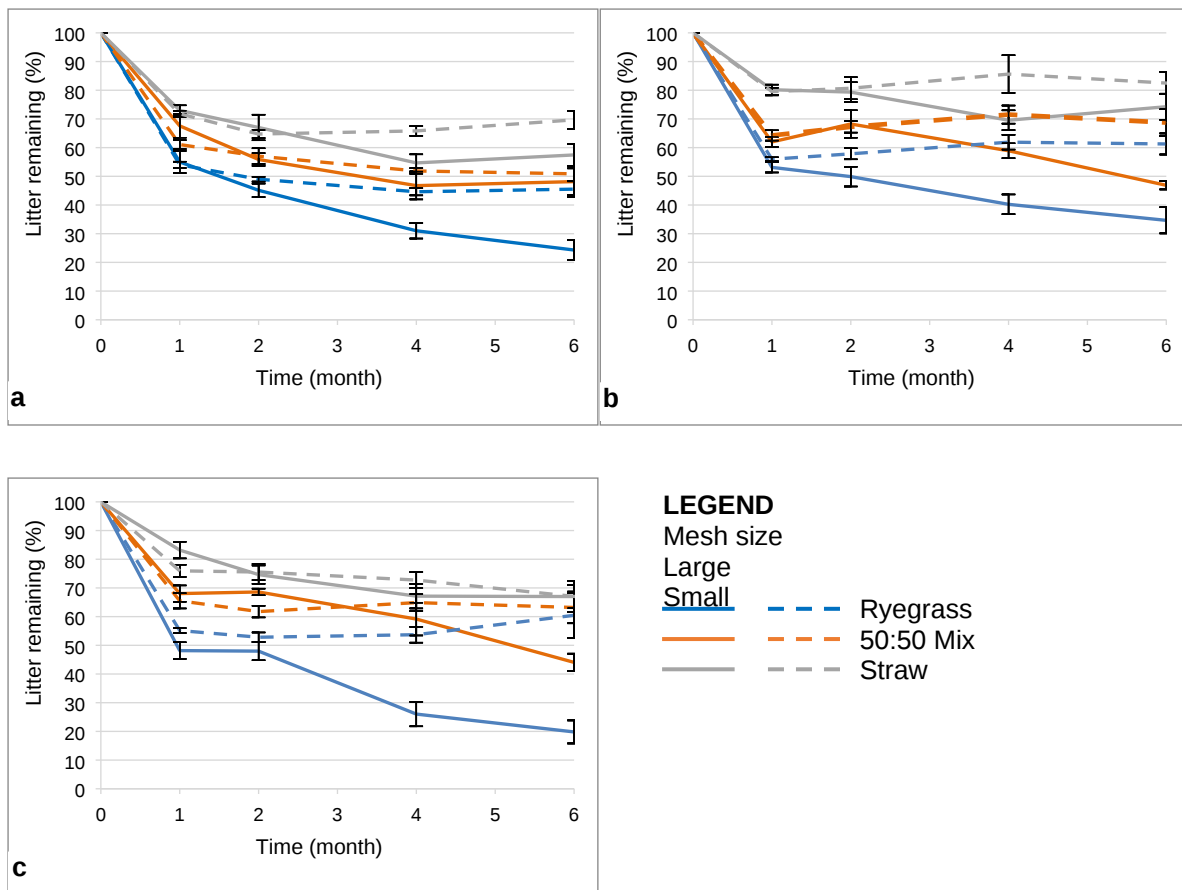 Litter remaining (%)
100
90
80
70
60
50
40
30
20
10
0
0 1 2 3 4 5 6
Time (month)
a
Litter remaining (%)
100
90
80
70
60
50
40
30
20
10
0
0 1 2 3 4 5 6
Time (month)
b
Litter remaining (%)
100
90
80
70
60
50
40
30
20
10
0
0 1 2 3 4 5 6
Time (month)
c
LEGEND
Mesh size
Large
Small
Ryegrass
50:50 Mix
Straw